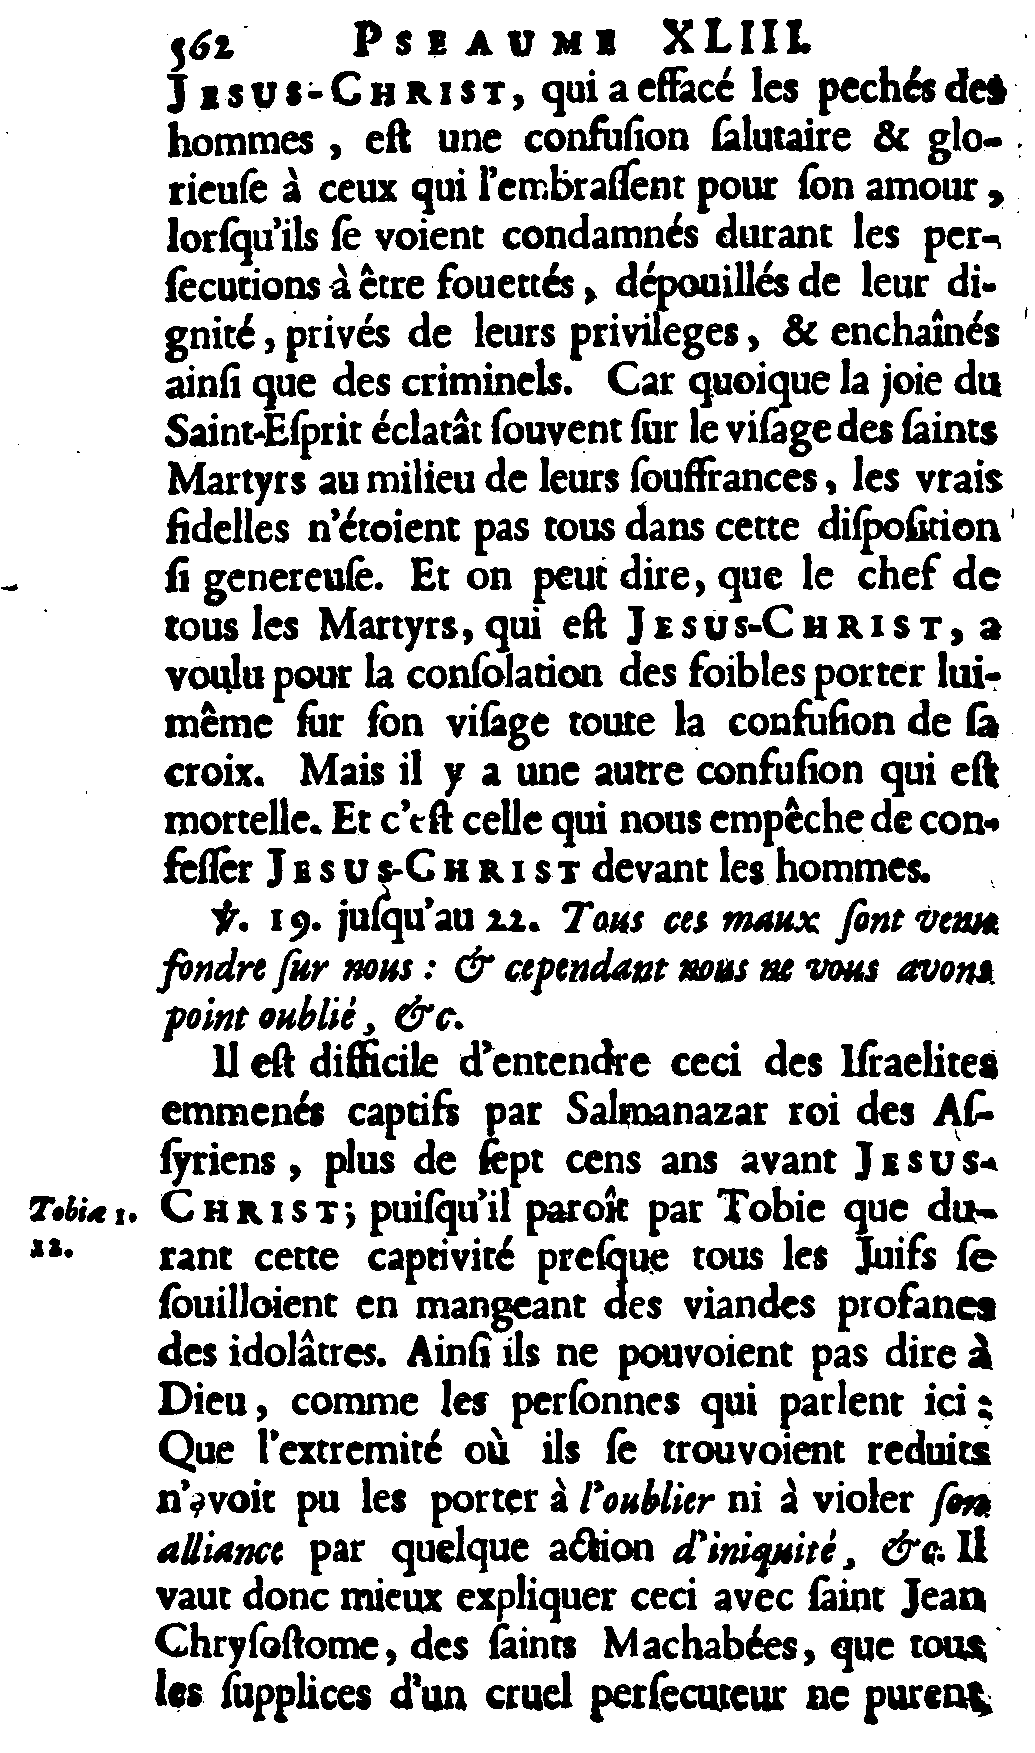 562 PSEAUME XLIII.
JESUS-CHRIST, qui a effacé les pechés des
hommes, eſt une confuſion ſalutaire & glo-
rieuſe à ceux qui l'embraſſent pour ſon amour,
lorſqu'ils ſe voient condamnés durant les per-
ſecutions à être fouettés, dépouillés de leur di-
gnité, privés de leurs privileges, & enchaînés
ainſi que des criminels. Car quoique la joie du
Saint-Eſprit éclatât ſouvent ſur le viſage des ſaints
Martyrs au milieu de leurs ſouffrances, les vrais
fidelles n'étoient pas tous dans cette diſpoſition
ſi genereuſe. Et on peut dire, que le chef de
tous les Martyrs, qui eſt JESUS-CHRIST, a
voulu pour la conſolation des foibles porter lui-
même ſur ſon viſage toute la confuſion de ſa
croix. Mais il y a une autre confuſion qui eſt
mortelle. Et c'eſt celle qui nous empêche de con-
feſſer JESUS-CHRIST devant les hommes.
℣. 19. juſqu'au 22. Tous ces maux ſont venus
fondre ſur nous : & cependant nous ne vous avons
point oublié, &c.
Il eſt difficile d'entendre ceci des Iſraelites
emmenés captifs par Salmanazar roi des Aſ-
ſyriens, plus de ſept cens ans avant JESUS-
Tobiæ 1. CHRIST; puiſqu'il paroît par Tobie que du-
12. rant cette captivité preſque tous les Juifs ſe
ſouilloient en mangeant des viandes profanes
des idolâtres. Ainſi ils ne pouvoient pas dire à
Dieu, comme les perſonnes qui parlent ici :
Que l'extremité où ils ſe trouvoient reduits
n'avoit pu les porter à l'oublier ni à violer ſon
alliance par quelque action d'iniquité, &c. Il
vaut donc mieux expliquer ceci avec ſaint Jean
Chryſoſtome, des ſaints Machabées, que tous
les ſupplices d'un cruel perſecuteur ne purent